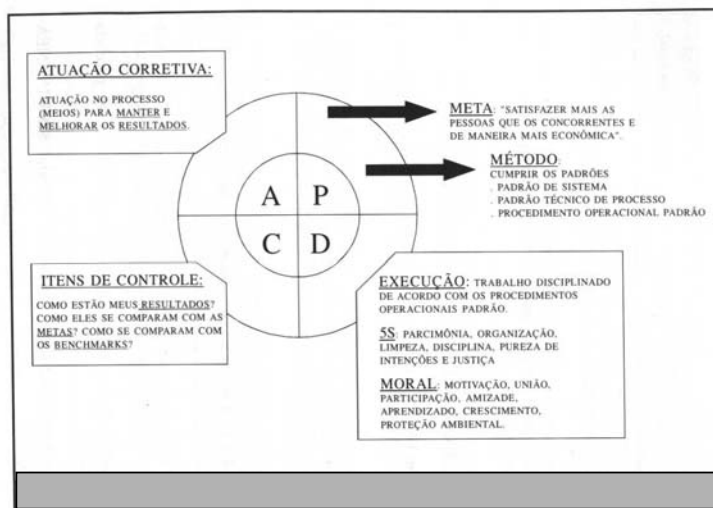 ATUAÇÃO CORRETIVA:
ATUAÇÃO NO PROCESSO
(MEIOS) PARA MANTER E
MELHORAR OS RESULTADOS.
META: "SATISFAZER MAIS AS
PESSOAS QUE OS CONCORRENTES E
DE MANEIRA MAIS ECONÔMICA".
MÉTODO:
CUMPRIR OS PADRÕES
. PADRÃO DE SISTEMA
. PADRÃO TÉCNICO DE PROCESSO
. PROCEDIMENTO OPERACIONAL PADRÃO
A P
C D
ITENS DE CONTROLE:
COMO ESTÃO MEUS RESULTADOS?
COMO ELES SE COMPARAM COM AS
METAS? COMO SE COMPARAM COM
OS BENCHMARKS?
EXECUÇÃO: TRABALHO DISCIPLINADO
DE ACORDO COM OS PROCEDIMENTOS
OPERACIONAIS PADRÃO.
5S: PARCIMÔNIA, ORGANIZAÇÃO,
LIMPEZA, DISCIPLINA, PUREZA DE
INTENÇÕES E JUSTIÇA
MORAL: MOTIVAÇÃO, UNIÃO,
PARTICIPAÇÃO, AMIZADE,
APRENDIZADO, CRESCIMENTO,
PROTEÇÃO AMBIENTAL.